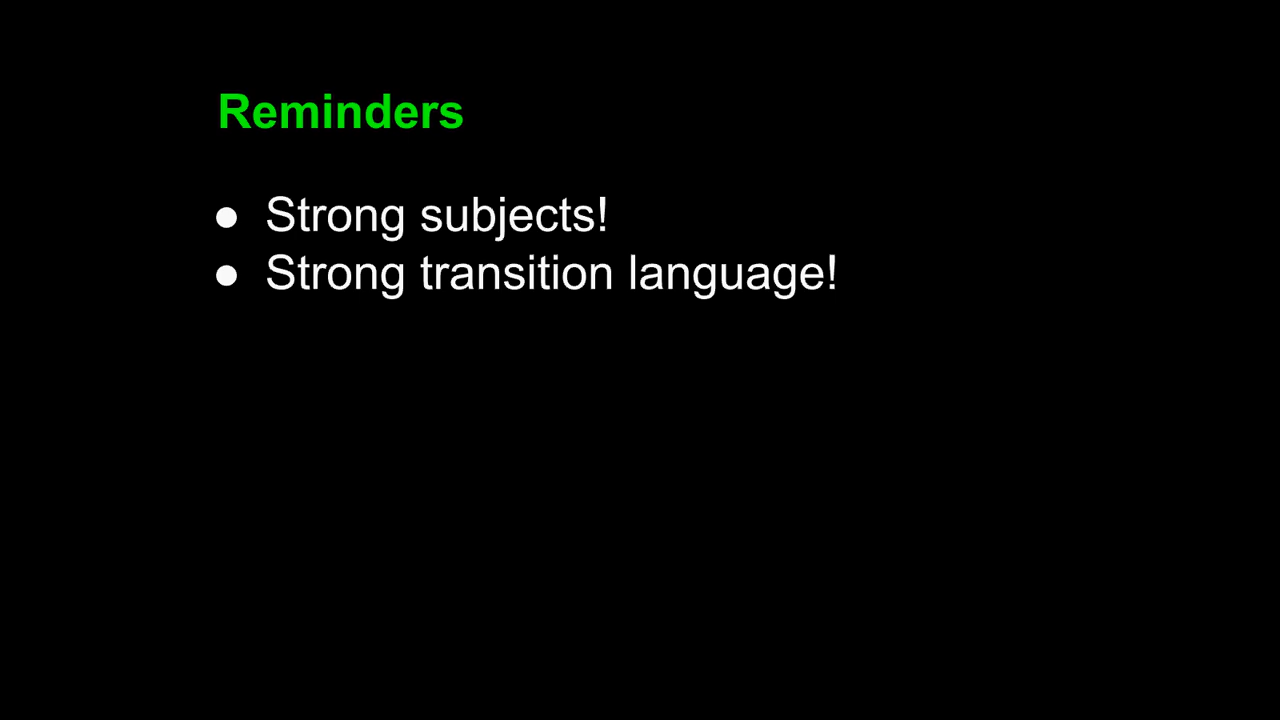 Reminders
● Strong subjects!
● Strong transition language!